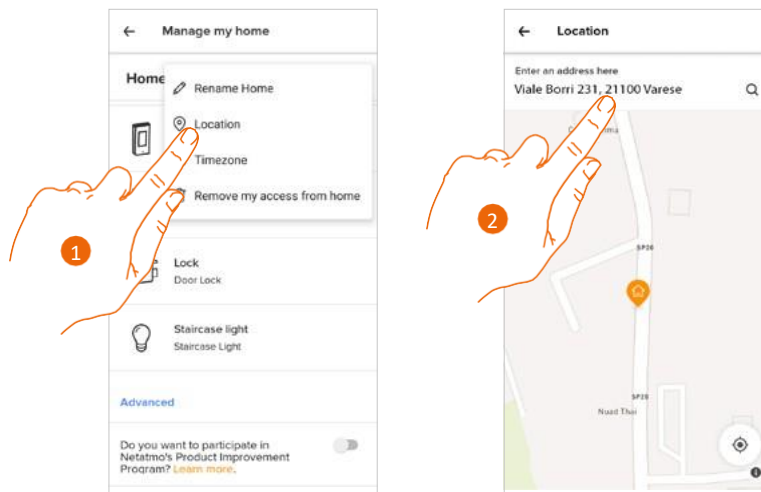 Manage my home
Home
Rename Home
Location
Timezone
Remove my access from home
1
Lock
Door Lock
Staircase light
Staircase Light
Advanced
Do you want to participate in
Netatmo's Product Improvement
Program? Learn more.
Location
Enter an address here
Viale Borri 231, 21100 Varese
2
SP20
SP20
Nuad Thai